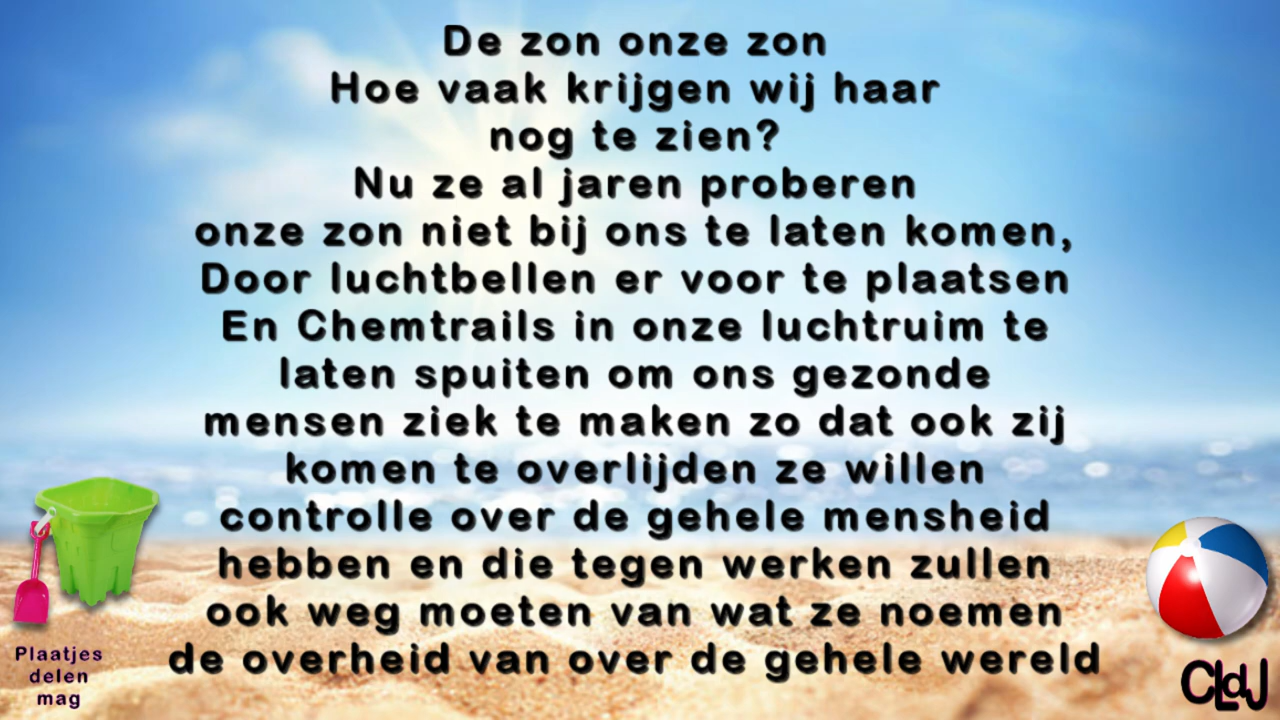 De zon onze zon
Hoe vaak krijgen wij haar
nog te zien?
Nu ze al jaren proberen
onze zon niet bij ons te laten komen,
Door luchtbellen er voor te plaatsen
En Chemtrails in onze luchtruim te
laten spuiten om ons gezonde
mensen ziek te maken zo dat ook zij
komen te overlijden ze willen
controlle over de gehele mensheid
hebben en die tegen werken zullen
ook weg moeten van wat ze noemen
de overheid van over de gehele wereld
Plaatjes
delen
mag
CLdJ